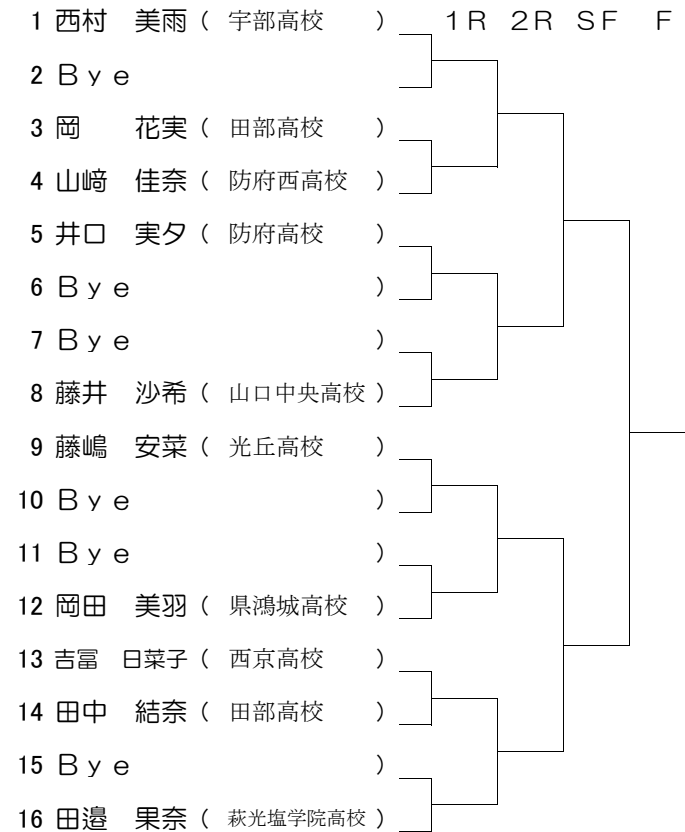 1 西村　美雨（ 宇部高校 ） １Ｒ ２Ｒ ＳＦ Ｆ
2 Ｂｙｅ
3 岡　　花実（ 田部高校 ）
4 山﨑　佳奈（ 防府西高校 ）
5 井口　実夕（ 防府高校 ）
6 Ｂｙｅ ）
7 Ｂｙｅ ）
8 藤井　沙希（ 山口中央高校 ）
9 藤嶋　安菜（ 光丘高校 ）
10 Ｂｙｅ ）
11 Ｂｙｅ ）
12 岡田　美羽（ 県鴻城高校 ）
13 吉冨　日菜子（ 西京高校 ）
14 田中　結奈（ 田部高校 ）
15 Ｂｙｅ ）
16 田邉　果奈（ 萩光塩学院高校 ）